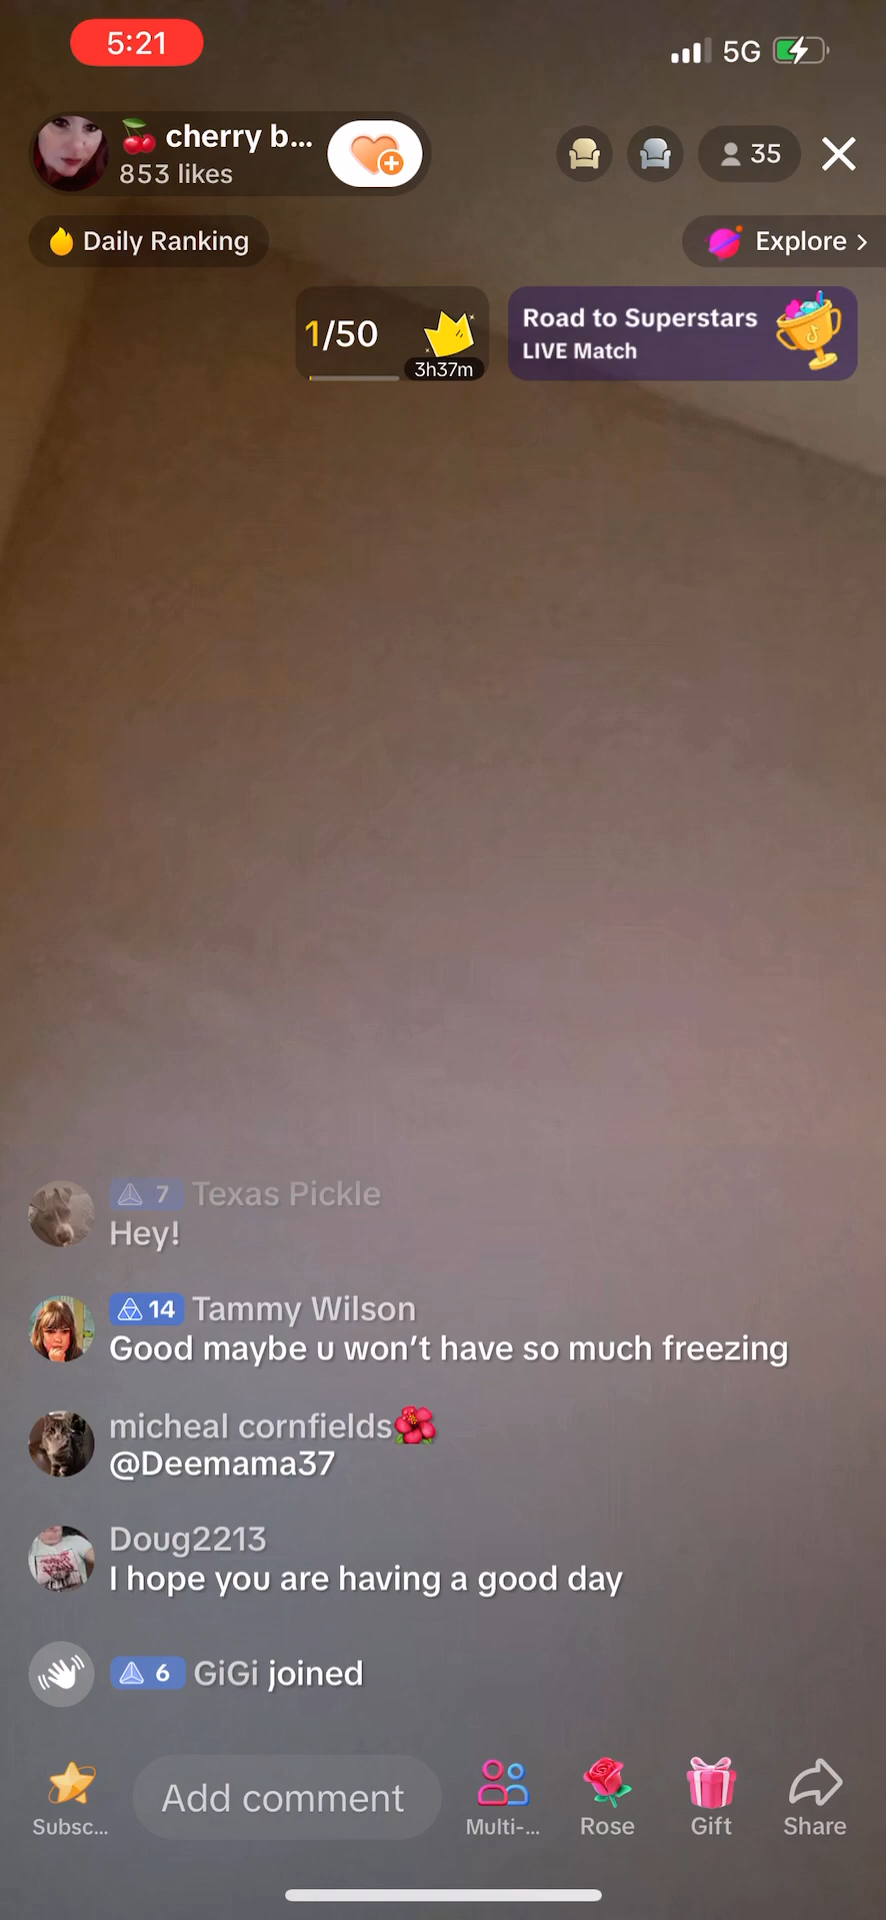 5:21
5G
🍒 cherry b...
853 likes
35
Daily Ranking
Explore >
1/50
3h37m
Road to Superstars
LIVE Match
7 Texas Pickle
Hey!
14 Tammy Wilson
Good maybe u won't have so much freezing
micheal cornfields🌺
@Deemama37
Doug2213
I hope you are having a good day
6 GiGi joined
Subsc...
Add comment
Multi-...
Rose
Gift
Share